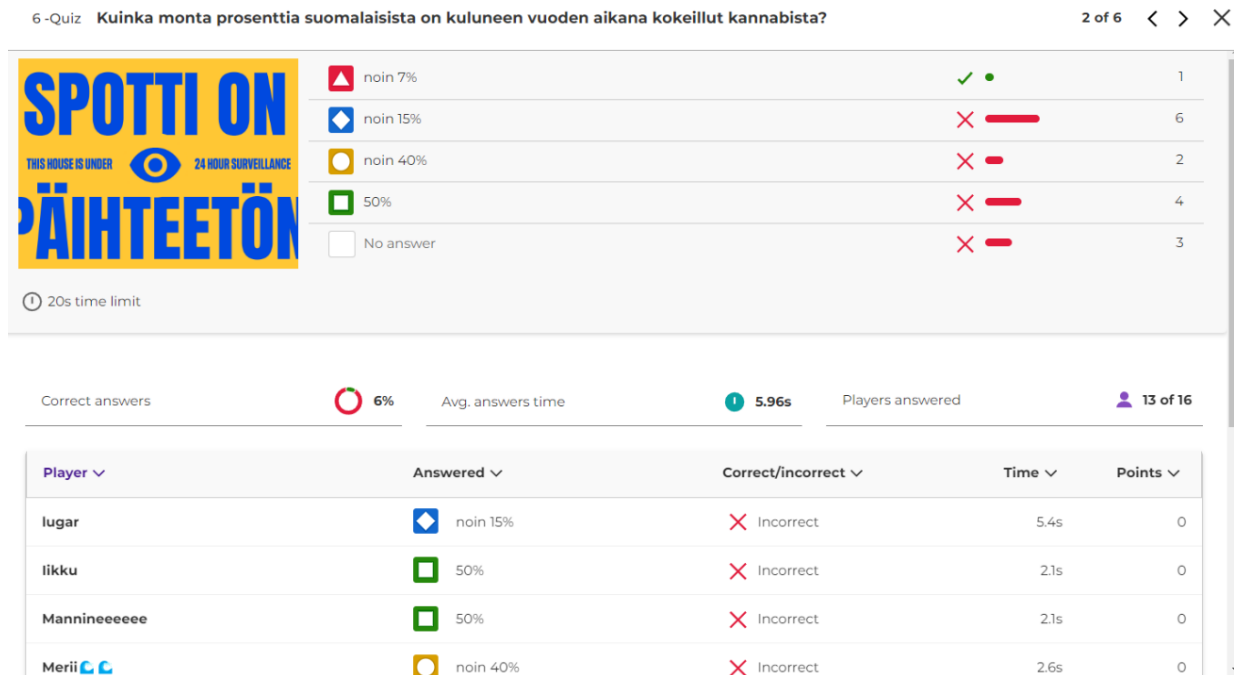 6 -Quiz Kuinka monta prosenttia suomalaisista on kuluneen vuoden aikana kokeillut kannabista? 2 of 6
SPOTTI ON
THIS HOUSE IS UNDER 24 HOUR SURVEILLANCE
PÄIHTEETÖN
noin 7% 1
noin 15% 6
noin 40% 2
50% 4
No answer 3
20s time limit
Correct answers 6% Avg. answers time 5.96s Players answered 13 of 16
Player Answered Correct/incorrect Time Points
lugar noin 15% Incorrect 5.4s 0
Iikku 50% Incorrect 2.1s 0
Mannineeeeee 50% Incorrect 2.1s 0
Merii🌊🌊 noin 40% Incorrect 2.6s 0